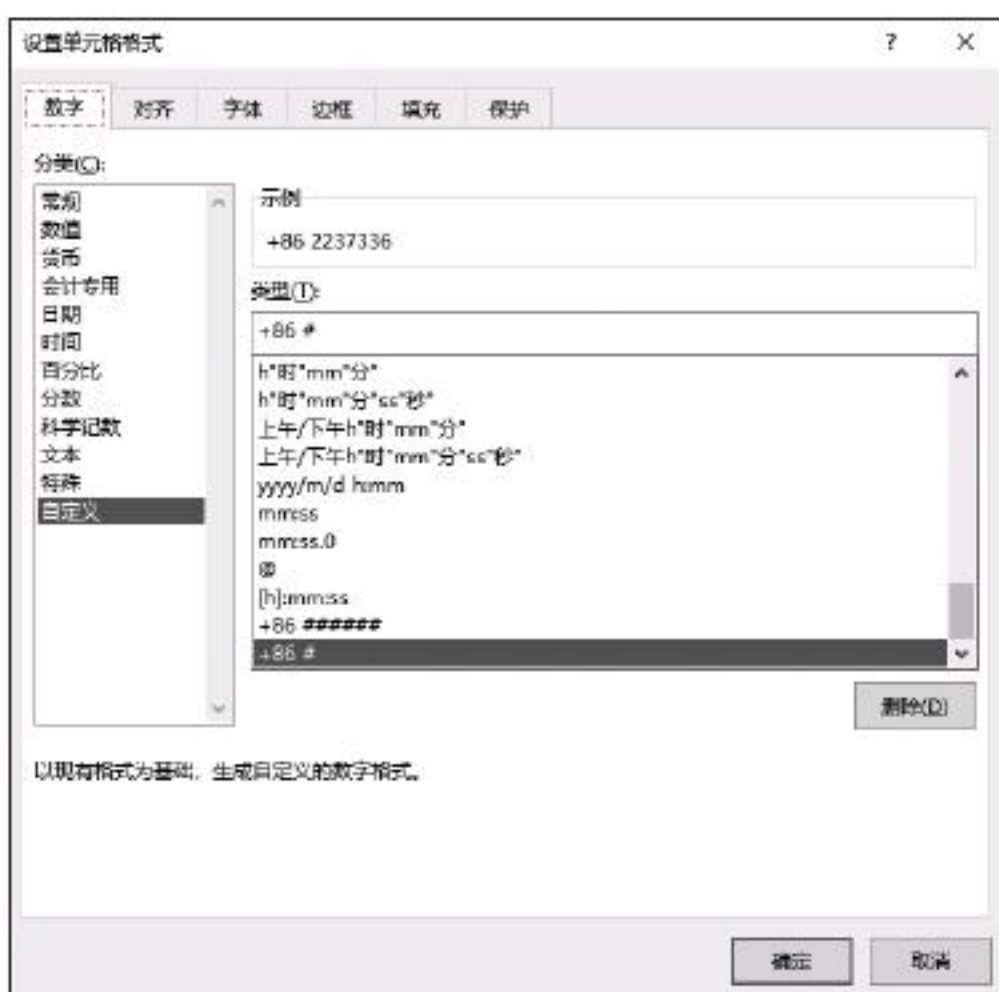 设置单元格格式 ? ×
数字 对齐 字体 边框 填充 保护
分类(C):
常规
数值
货币
会计专用
日期
时间
百分比
分数
科学记数
文本
特殊
自定义
示例
+86 2237336
类型(T):
+86 #
h"时"mm"分"
h"时"mm"分"ss"秒"
上午/下午h"时"mm"分"
上午/下午h"时"mm"分"ss"秒"
yyyy/m/d h:mm
mm:ss
mm:ss.0
@
[h]:mm:ss
+86 ######
+86 #
删除(D)
以现有格式为基础，生成自定义的数字格式。
确定 取消